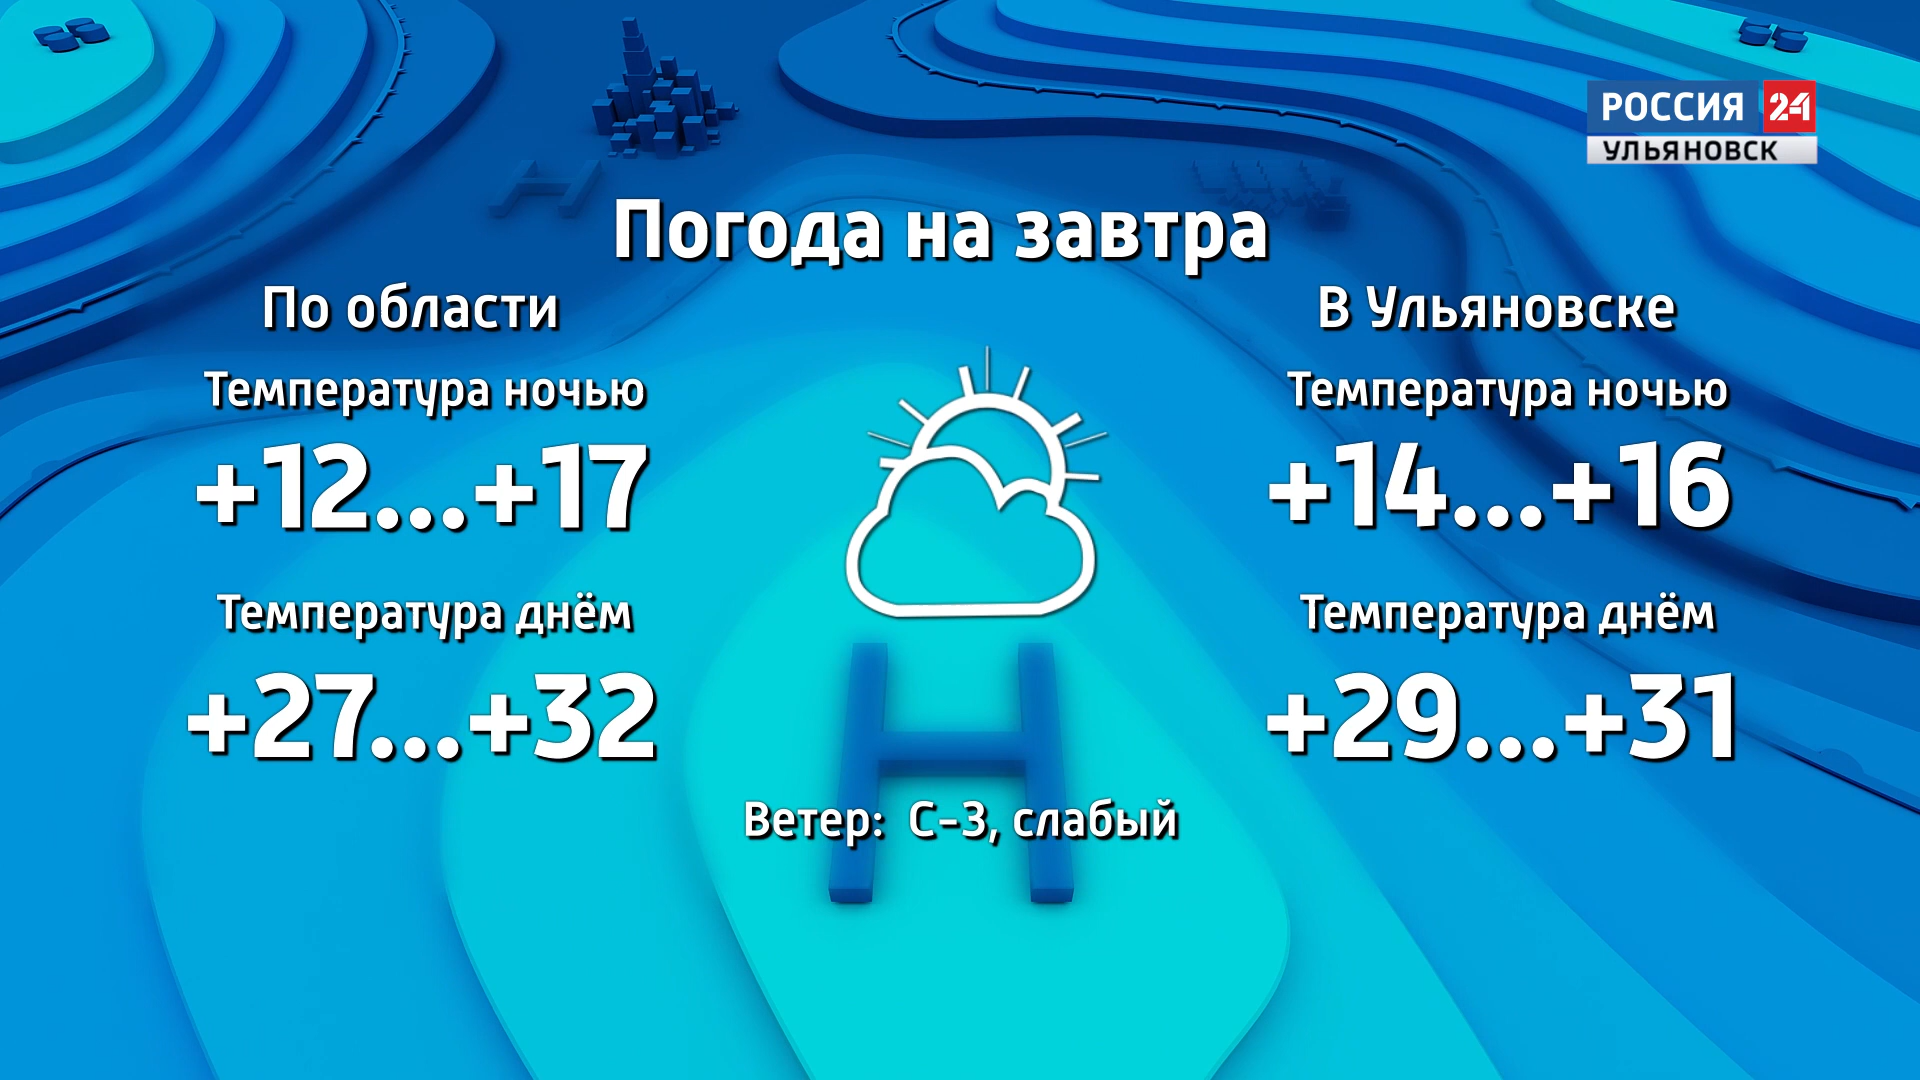 РОССИЯ 24
УЛЬЯНОВСК
Погода на завтра
По области
Температура ночью
+12...+17
Температура днём
+27...+32
В Ульяновске
Температура ночью
+14...+16
Температура днём
+29...+31
Ветер: С-З, слабый